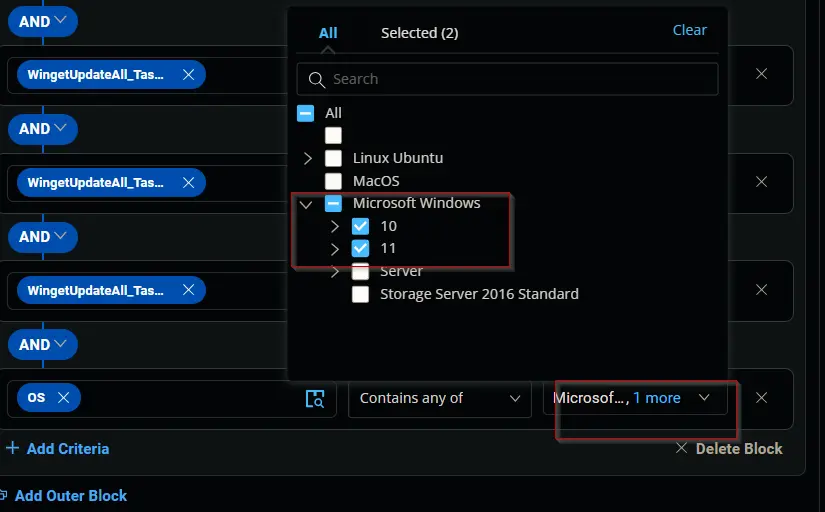 AND
All
Selected (2)
Clear
WingetUpdateAll_Tas...
Search
All
AND
Linux Ubuntu
WingetUpdateAll_Tas...
MacOS
Microsoft Windows
10
AND
11
Server
WingetUpdateAll_Tas...
Storage Server 2016 Standard
AND
OS
Contains any of
Microsof..., 1 more
Add Criteria
Delete Block
Add Outer Block